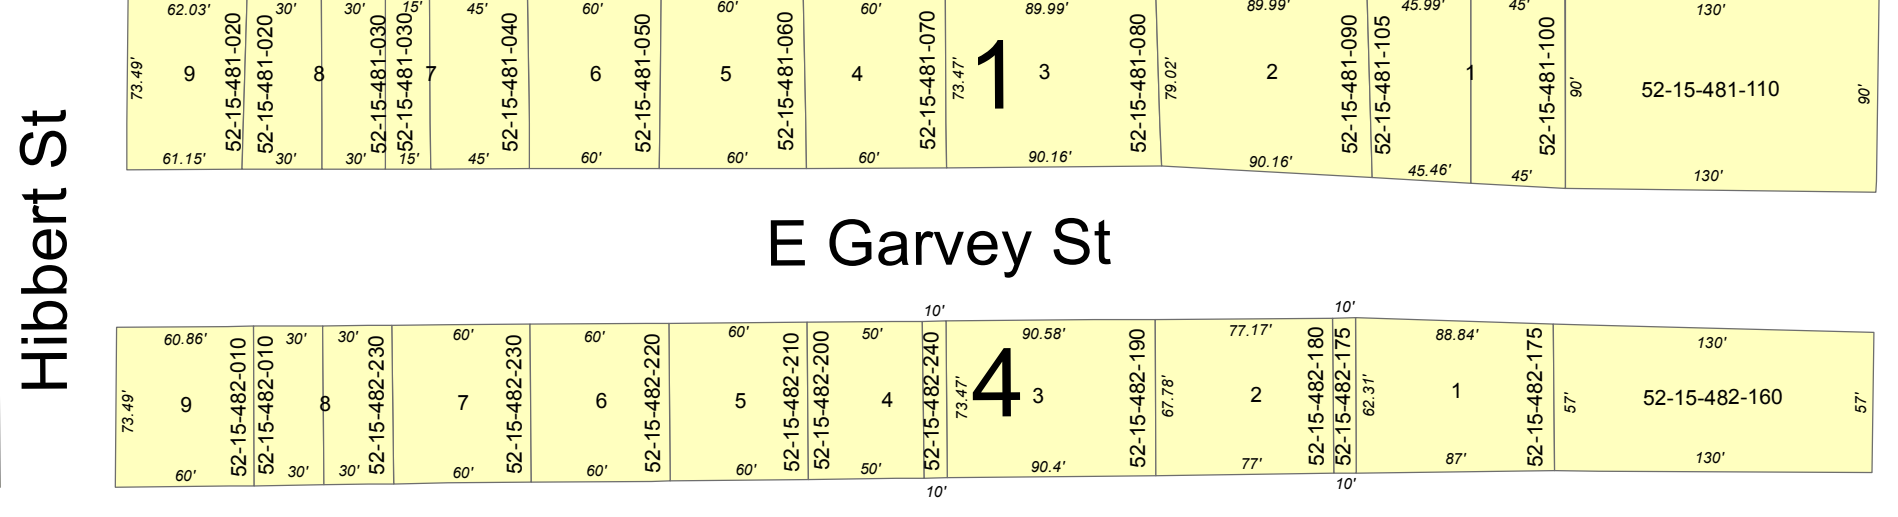 62.03' 30' 30' 15' 45' 60' 60' 60' 89.99' 89.99' 45.99' 45' 130'
73.49' 9 52-15-481-020 52-15-481-020 8 52-15-481-030 52-15-481-030 7 52-15-481-040 6 52-15-481-050 5 52-15-481-060 4 52-15-481-070 73.47' 1 3 52-15-481-080 79.02' 2 52-15-481-090 52-15-481-105 1 52-15-481-100 90' 52-15-481-110 90'
61.15' 30' 30' 15' 45' 60' 60' 60' 90.16' 90.16' 45.46' 45' 130'
Hibbert St
E Garvey St
10' 10'
60.86' 30' 30' 60' 60' 60' 50' 90.58' 77.17' 88.84' 130'
73.49' 9 52-15-482-010 52-15-482-010 8 52-15-482-230 7 52-15-482-230 6 52-15-482-220 5 52-15-482-210 52-15-482-200 4 52-15-482-240 73.47' 4 3 52-15-482-190 67.78' 2 52-15-482-180 52-15-482-175 62.31' 1 52-15-482-175 57' 52-15-482-160 57'
60' 30' 30' 60' 60' 60' 50' 90.4' 77' 87' 130'
10' 10'